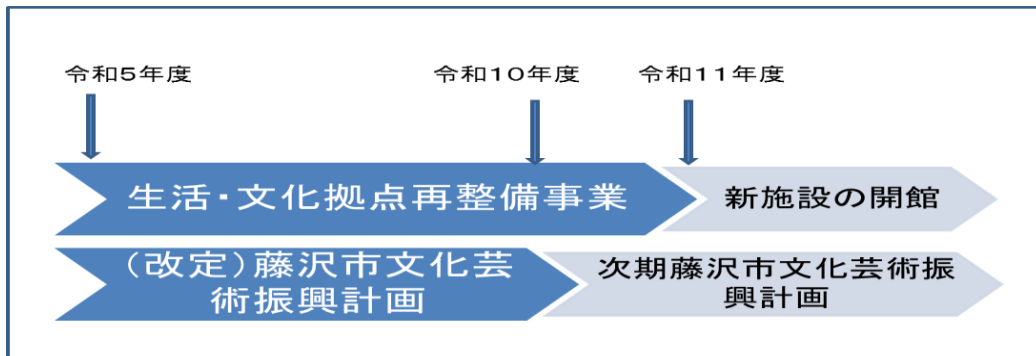 令和5年度
令和10年度
令和11年度
生活・文化拠点再整備事業
新施設の開館
（改定）藤沢市文化芸
術振興計画
次期藤沢市文化芸術振
興計画